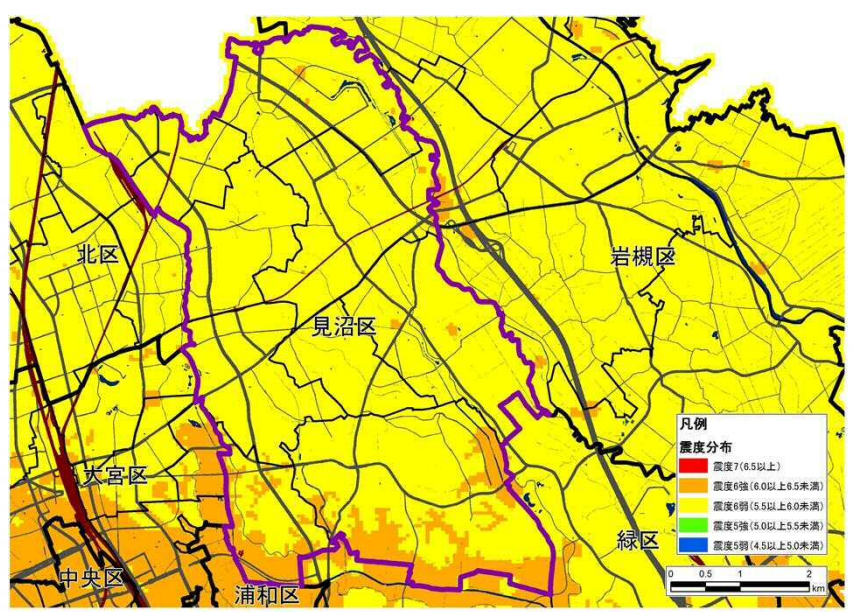 北区
岩槻区
見沼区
大宮区
緑区
中央区
浦和区
凡例
震度分布
震度7(6.5以上)
震度6強(6.0以上6.5未満)
震度6弱(5.5以上6.0未満)
震度5強(5.0以上5.5未満)
震度5弱(4.5以上5.0未満)
0 0.5 1 2
km